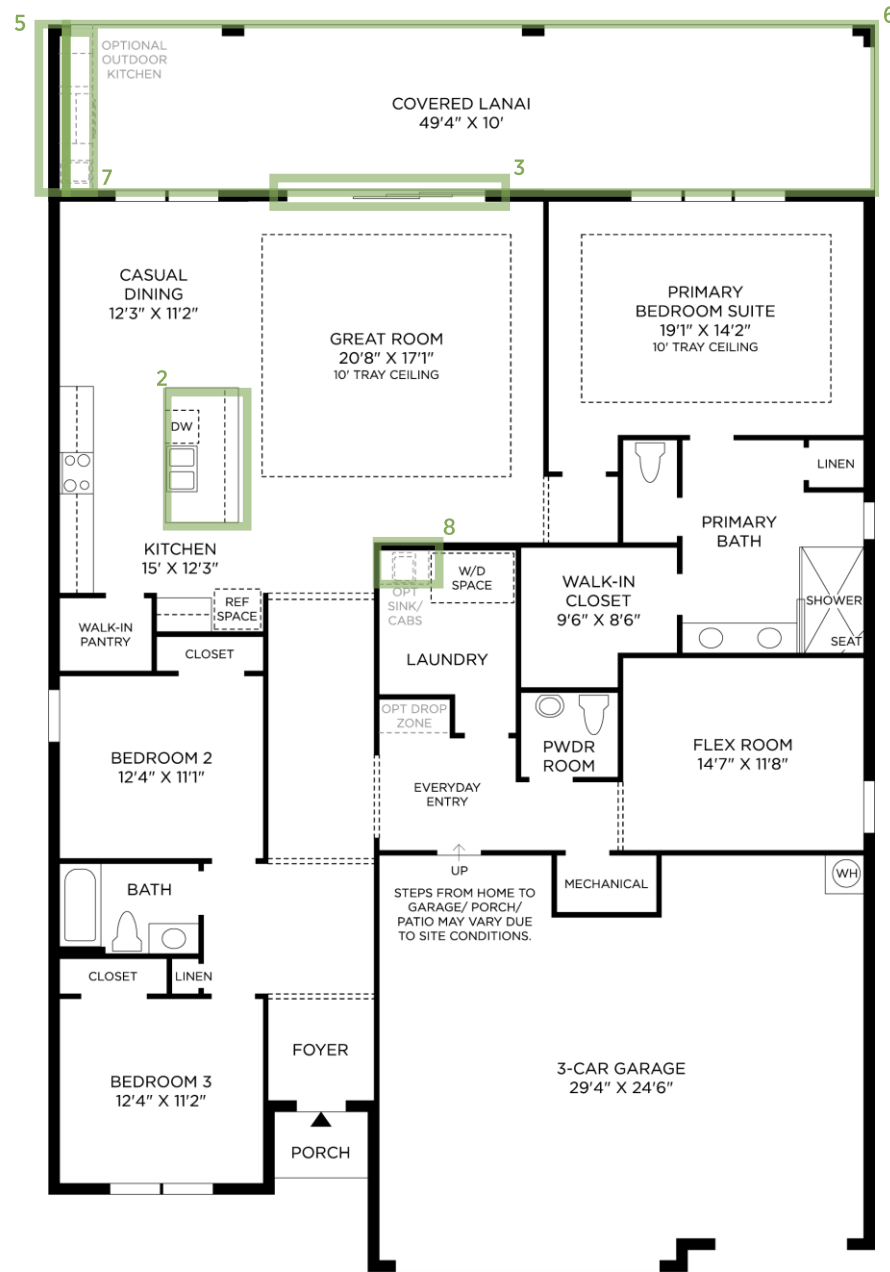 5
6
OPTIONAL
OUTDOOR
KITCHEN
COVERED LANAI
49'4" X 10'
7
3
CASUAL
DINING
12'3" X 11'2"
GREAT ROOM
20'8" X 17'1"
10' TRAY CEILING
PRIMARY
BEDROOM SUITE
19'1" X 14'2"
10' TRAY CEILING
2
DW
LINEN
PRIMARY
BATH
8
KITCHEN
15' X 12'3"
OPT
SINK/
CABS
W/D
SPACE
WALK-IN
CLOSET
9'6" X 8'6"
SHOWER
SEAT
REF
SPACE
WALK-IN
PANTRY
CLOSET
LAUNDRY
OPT DROP
ZONE
PWDR
ROOM
FLEX ROOM
14'7" X 11'8"
BEDROOM 2
12'4" X 11'1"
EVERYDAY
ENTRY
UP
MECHANICAL
WH
BATH
STEPS FROM HOME TO
GARAGE/ PORCH/
PATIO MAY VARY DUE
TO SITE CONDITIONS.
CLOSET
LINEN
FOYER
BEDROOM 3
12'4" X 11'2"
3-CAR GARAGE
29'4" X 24'6"
PORCH